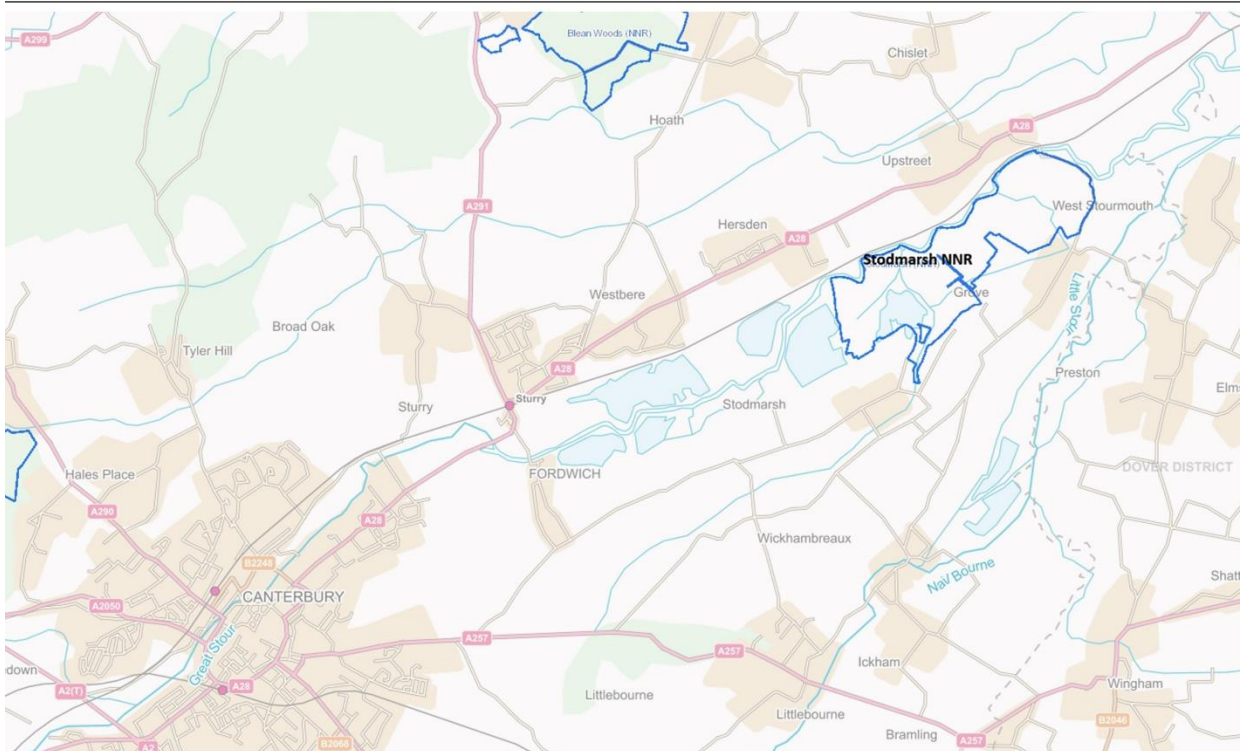 A299
Blean Woods (NNR)
Chislet
Hoath
A28
Upstreet
A291
West Stourmouth
Hersden
A28
Stodmarsh NNR
Grove
Little Stour
Westbere
Broad Oak
Tyler Hill
A28
Preston
Elms
Sturry
Sturry
Stodmarsh
Hales Place
FORDWICH
DOVER DISTRICT
A290
A28
Wickhambreaux
B2248
Nav Bourne
CANTERBURY
Shatt
A2050
Great Stour
A257
A257
Ickham
edown
A2(T)
A28
Littlebourne
Wingham
Littlebourne
B2046
A2
B2068
Bramling
A257